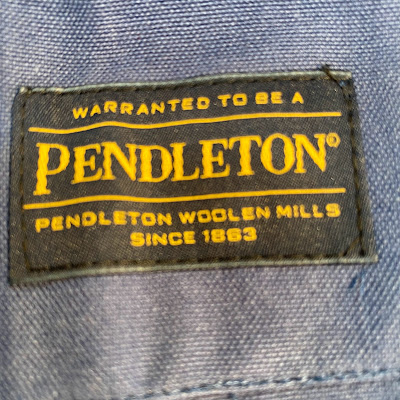 WARRANTED TO BE A
PENDLETON®
PENDLETON WOOLEN MILLS
SINCE 1863